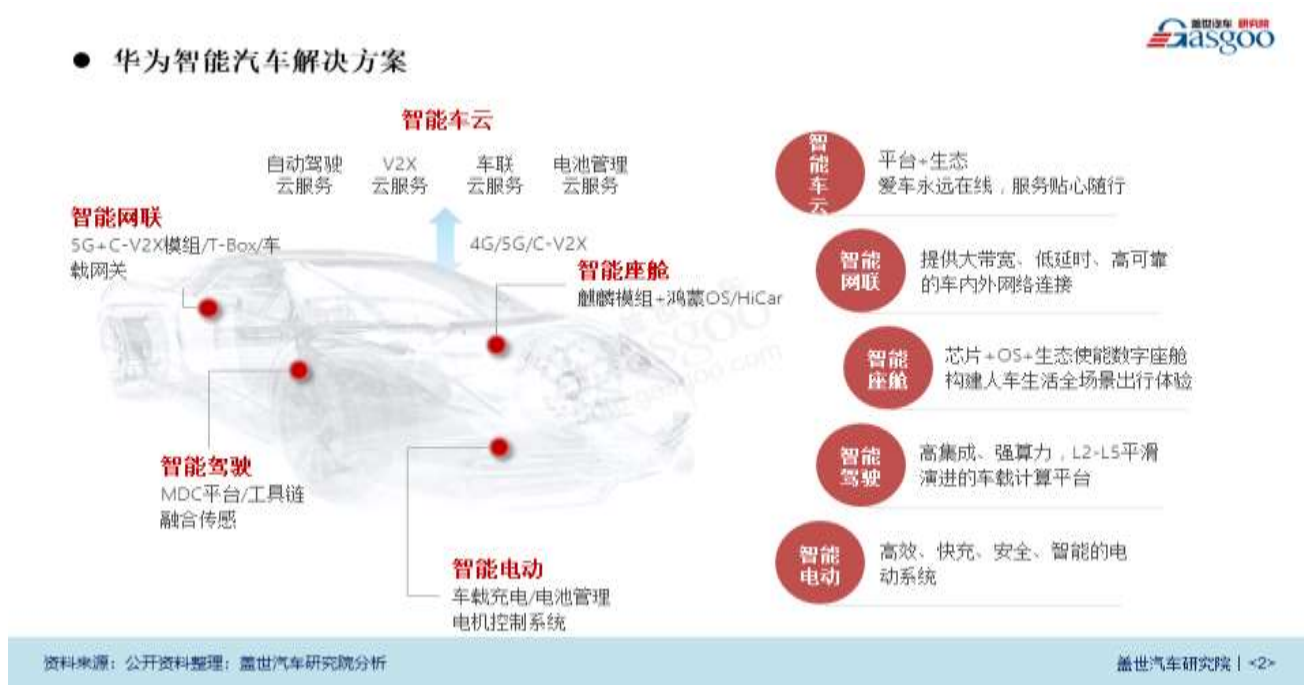 盖世汽车 研究院
Gasgoo
● 华为智能汽车解决方案
智能车云
自动驾驶
云服务
V2X
云服务
车联
云服务
电池管理
云服务
智能网联
5G+C-V2X模组/T-Box/车
载网关
4G/5G/C-V2X
智能座舱
麒麟模组+鸿蒙OS/HiCar
智能驾驶
MDC平台/工具链
融合传感
智能电动
车载充电/电池管理
电机控制系统
智能车云
平台+生态
爱车永远在线，服务贴心随行
智能
网联
提供大带宽、低延时、高可靠
的车内外网络连接
智能
座舱
芯片+OS+生态使能数字座舱
构建人车生活全场景出行体验
智能
驾驶
高集成、强算力，L2-L5平滑
演进的车载计算平台
智能
电动
高效、快充、安全、智能的电
动系统
资料来源：公开资料整理；盖世汽车研究院分析
盖世汽车研究院 | <2>